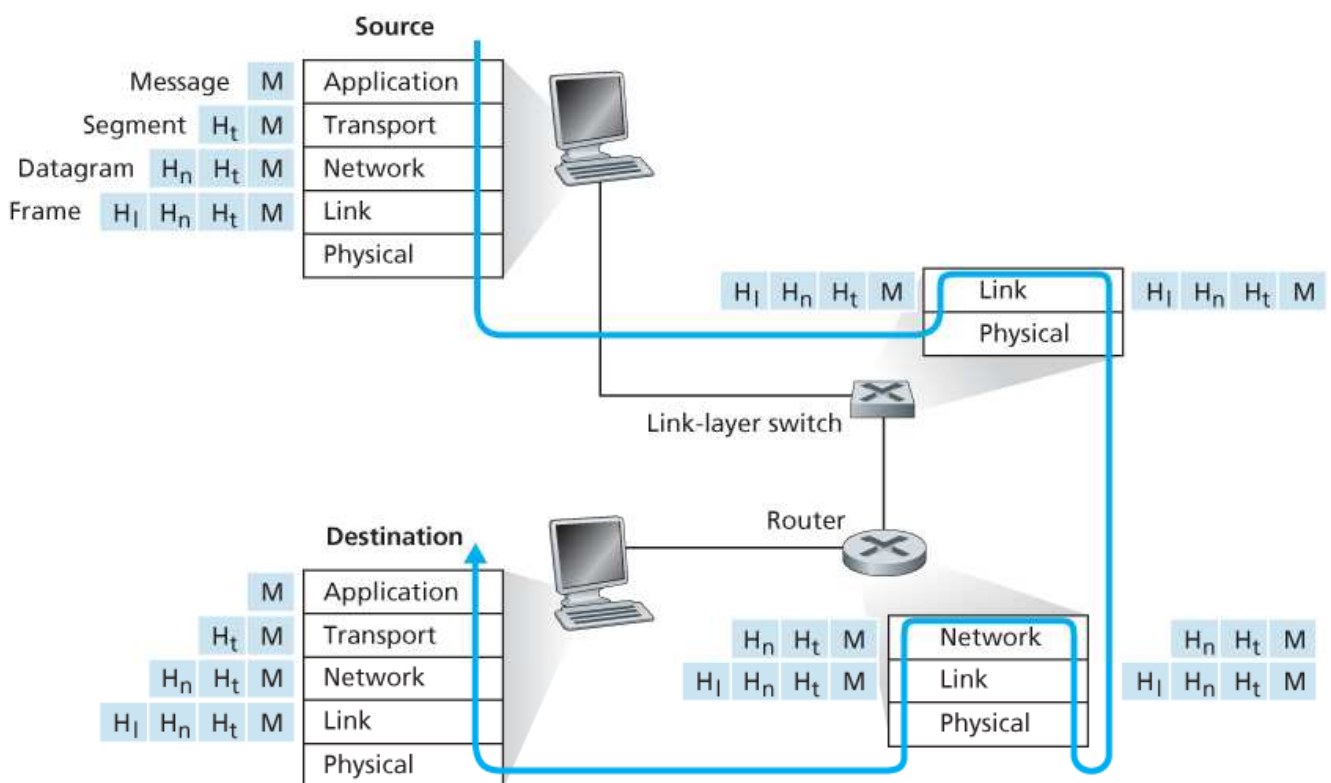 Source
Message M Application
Segment Ht M Transport
Datagram Hn Ht M Network
Frame Hl Hn Ht M Link
Physical
Hl Hn Ht M Link Hl Hn Ht M
Physical
Link-layer switch
Router
Destination
M Application
Ht M Transport
Hn Ht M Network
Hl Hn Ht M Link
Physical
Hn Ht M Network Hn Ht M
Hl Hn Ht M Link Hl Hn Ht M
Physical